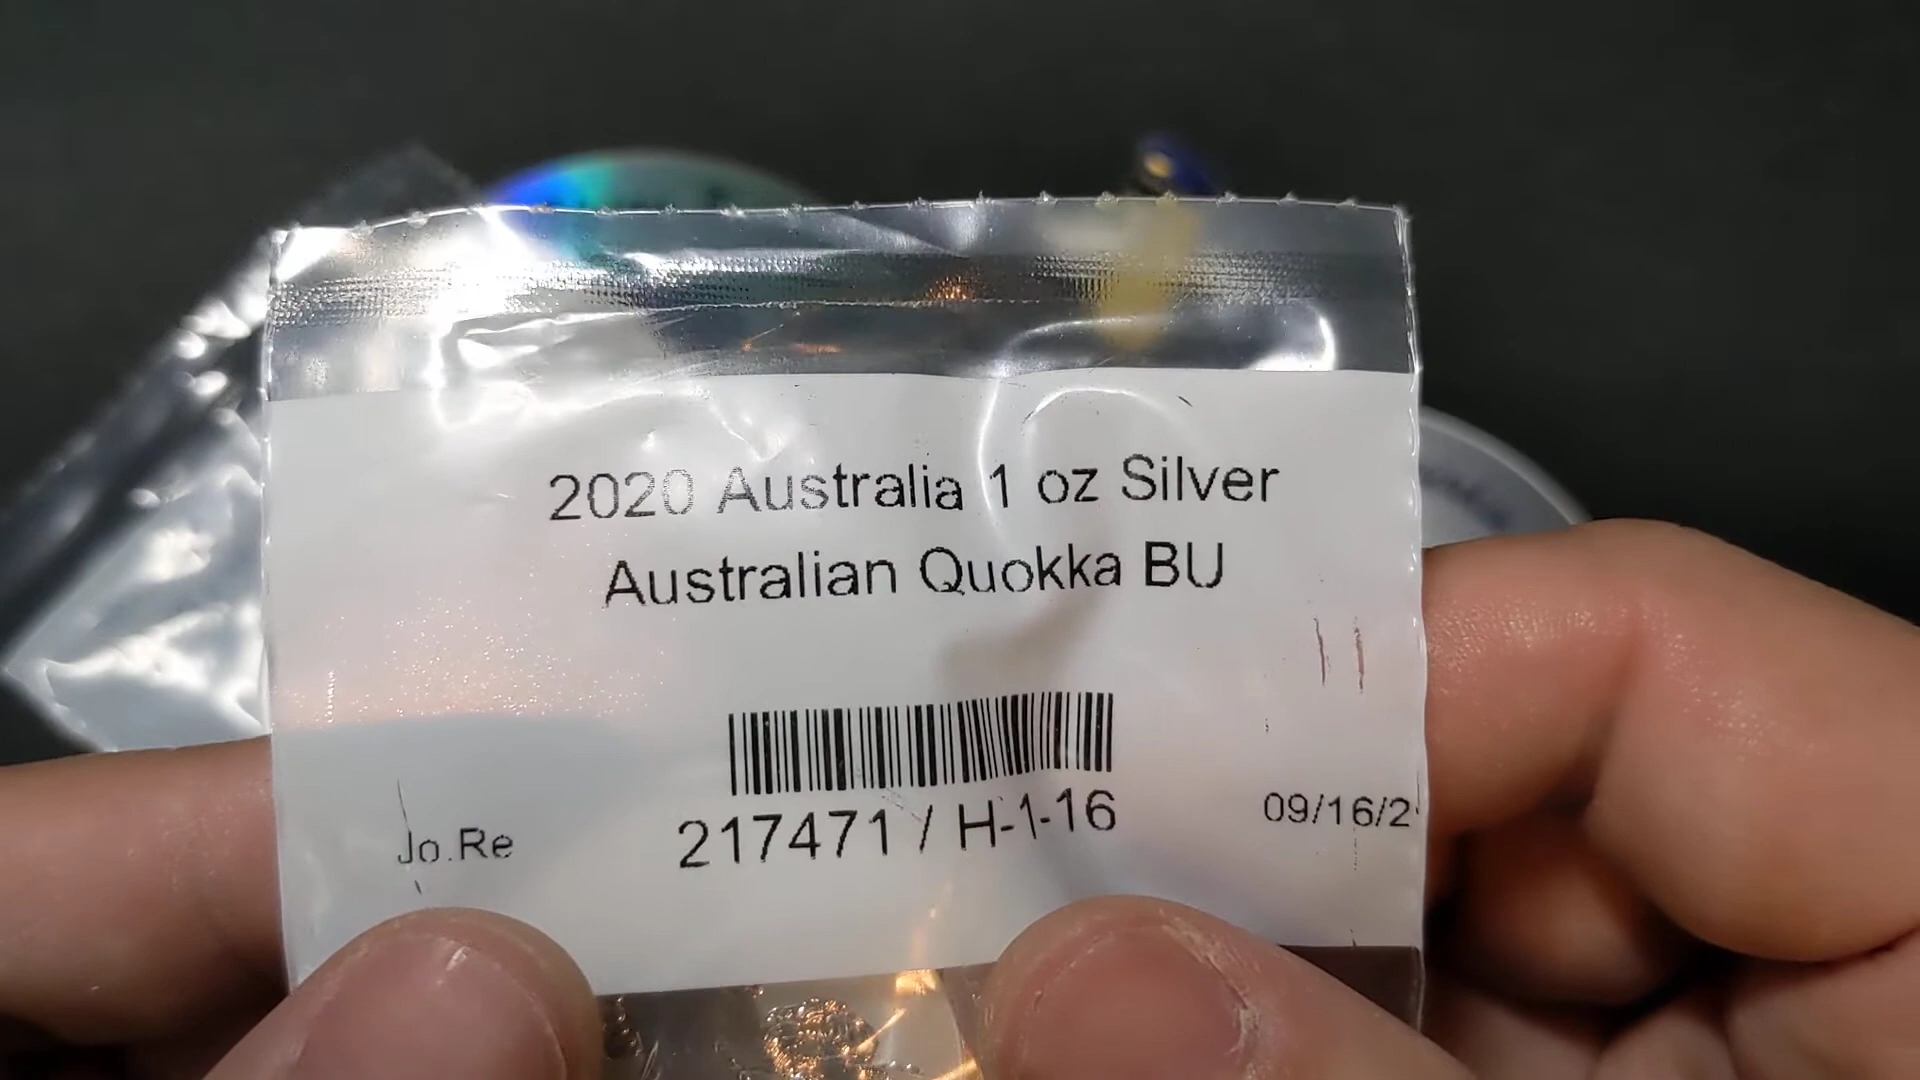 2020 Australia 1 oz Silver
Australian Quokka BU
217471 / H-1-16
Jo.Re
09/16/2